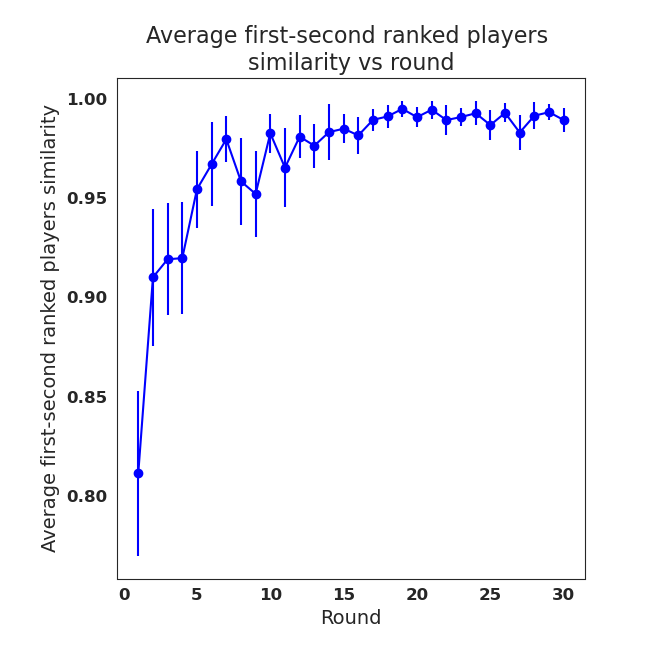 Average first-second ranked players
similarity vs round
Average first-second ranked players similarity
1.00
0.95
0.90
0.85
0.80
0 5 10 15 20 25 30
Round